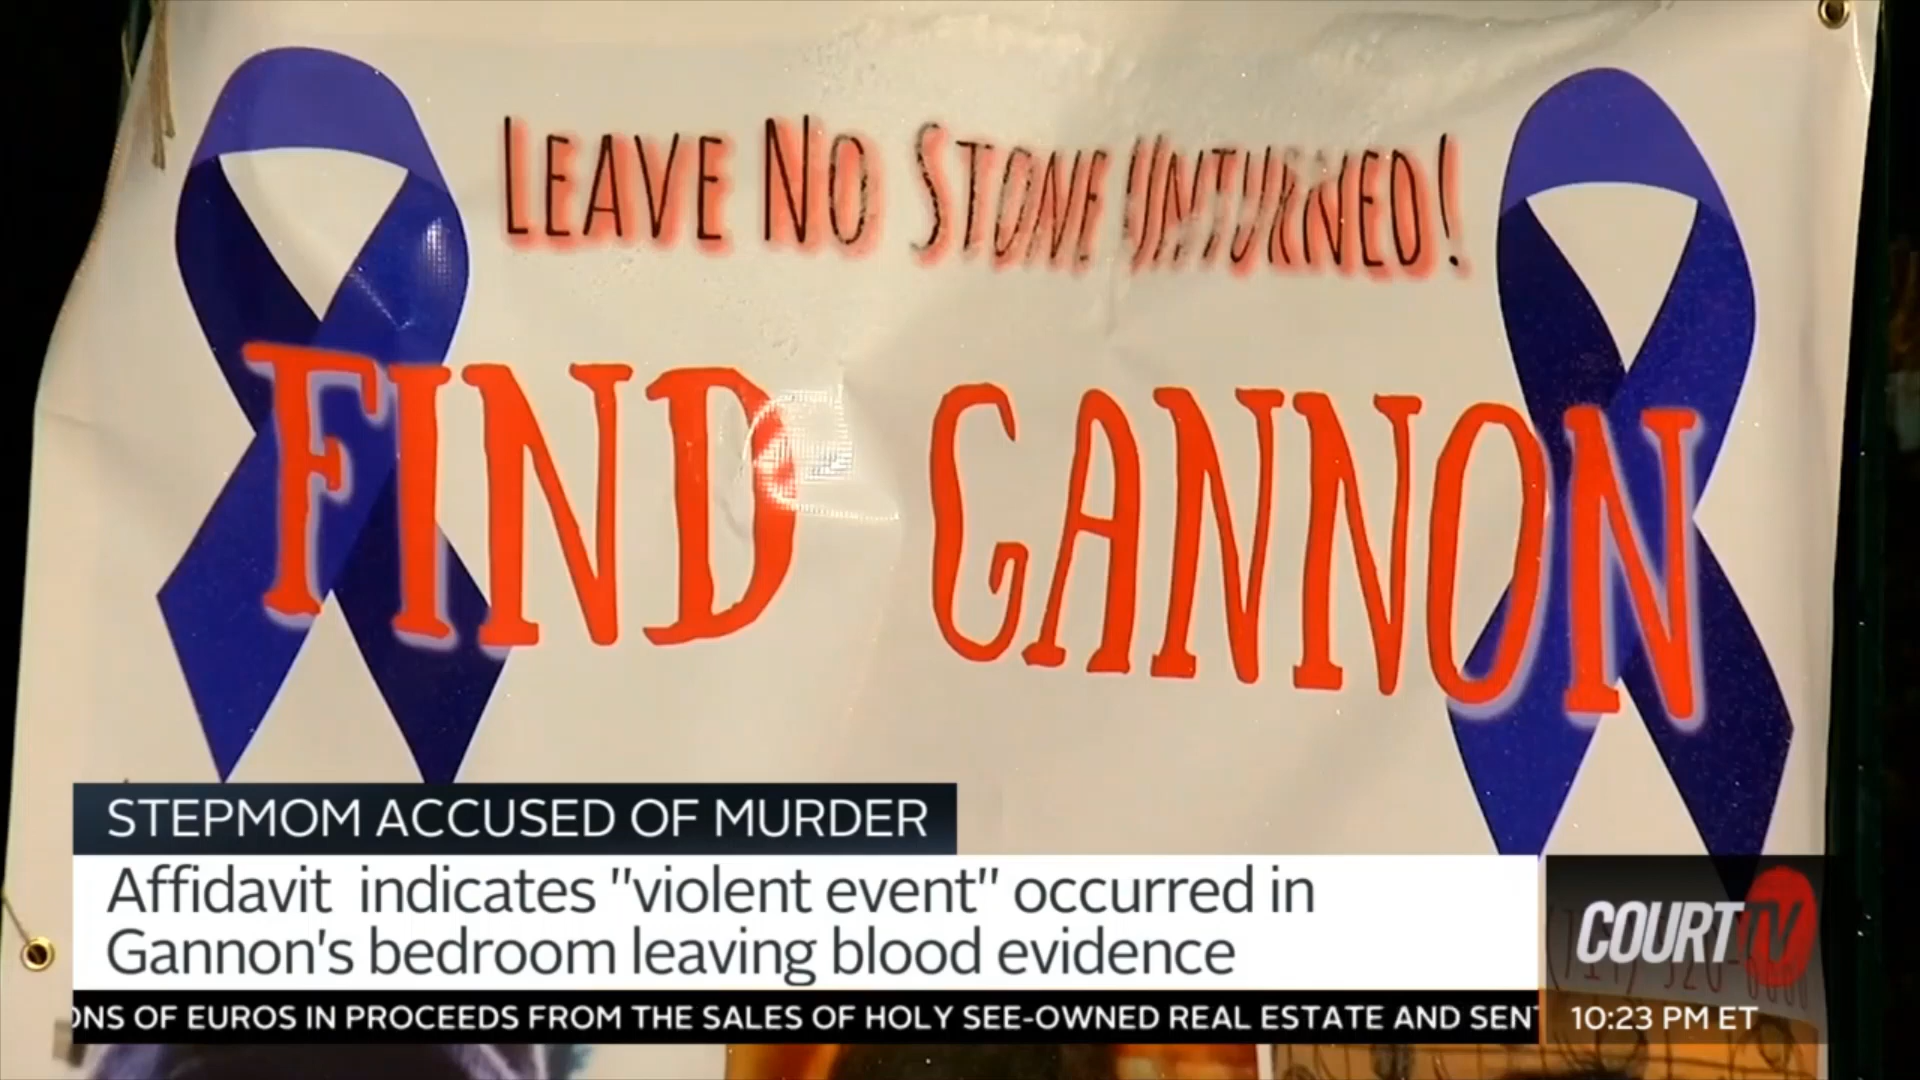 LEAVE NO STONE UNTURNED!
FIND GANNON
STEPMOM ACCUSED OF MURDER
Affidavit indicates "violent event" occurred in
Gannon's bedroom leaving blood evidence
COURT TV
ONS OF EUROS IN PROCEEDS FROM THE SALES OF HOLY SEE-OWNED REAL ESTATE AND SENT
10:23 PM ET